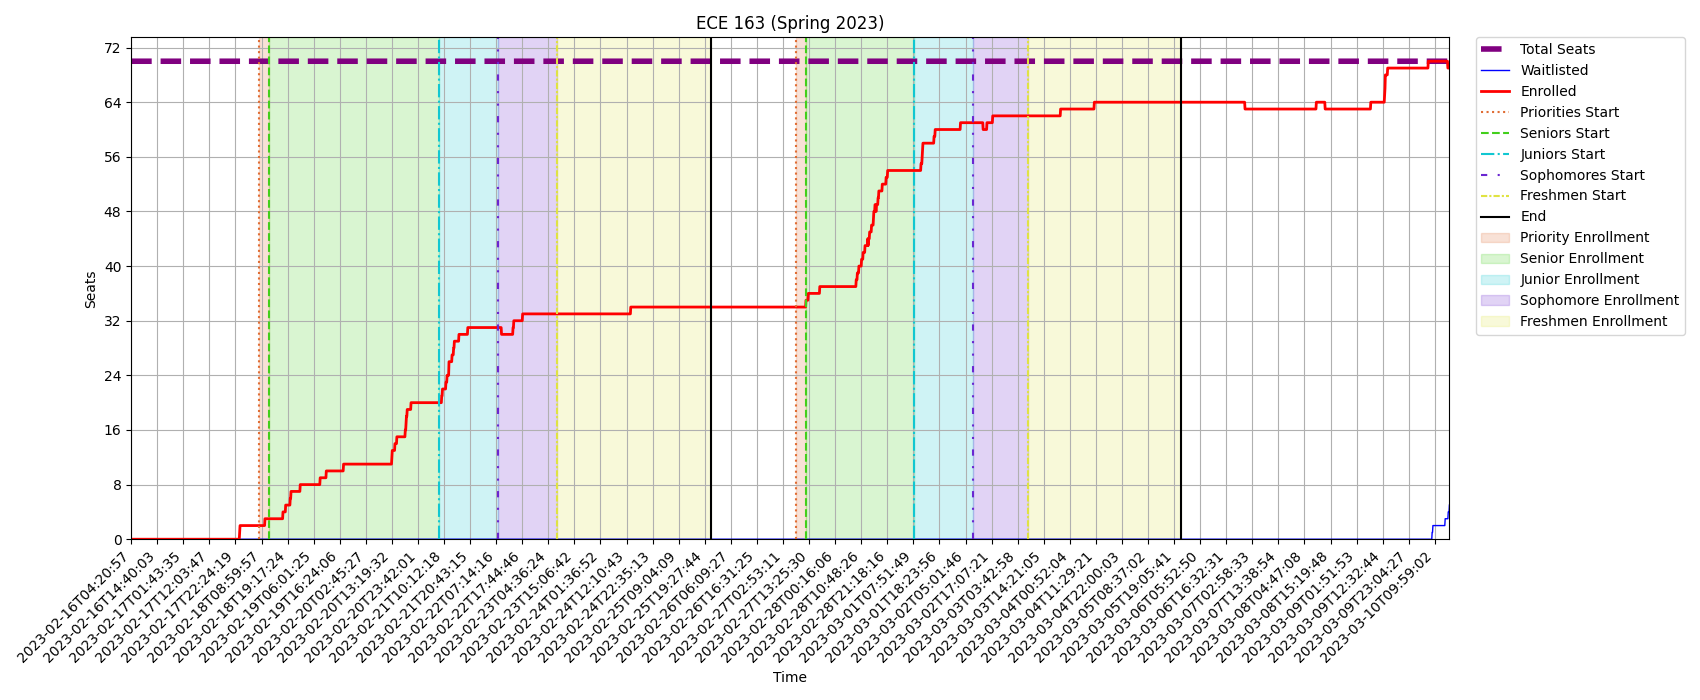 ECE 163 (Spring 2023)
72
64
56
48
40
32
24
16
8
0
Seats
2023-02-16T04:20:57
2023-02-16T14:40:03
2023-02-17T01:43:35
2023-02-17T12:03:47
2023-02-17T22:24:19
2023-02-18T08:59:57
2023-02-18T19:17:24
2023-02-19T06:01:25
2023-02-19T16:24:06
2023-02-20T02:45:27
2023-02-20T13:19:32
2023-02-20T23:42:01
2023-02-21T10:12:18
2023-02-21T20:43:15
2023-02-22T07:14:16
2023-02-22T17:44:46
2023-02-23T04:36:24
2023-02-23T15:06:42
2023-02-24T01:36:52
2023-02-24T12:10:43
2023-02-24T22:35:13
2023-02-25T09:04:09
2023-02-25T19:27:44
2023-02-26T06:09:27
2023-02-26T16:31:25
2023-02-27T02:53:11
2023-02-27T13:25:30
2023-02-28T00:16:06
2023-02-28T10:48:26
2023-02-28T21:18:16
2023-03-01T07:51:49
2023-03-01T18:23:56
2023-03-02T05:01:46
2023-03-02T17:07:21
2023-03-03T03:42:58
2023-03-03T14:21:05
2023-03-04T00:52:04
2023-03-04T11:29:21
2023-03-04T22:00:03
2023-03-05T08:37:02
2023-03-05T19:05:41
2023-03-06T05:52:50
2023-03-06T16:32:31
2023-03-07T02:58:33
2023-03-07T13:38:54
2023-03-08T04:47:08
2023-03-08T15:19:48
2023-03-09T01:51:53
2023-03-09T12:32:44
2023-03-09T23:04:27
2023-03-10T09:59:02
Time
Total Seats
Waitlisted
Enrolled
Priorities Start
Seniors Start
Juniors Start
Sophomores Start
Freshmen Start
End
Priority Enrollment
Senior Enrollment
Junior Enrollment
Sophomore Enrollment
Freshmen Enrollment